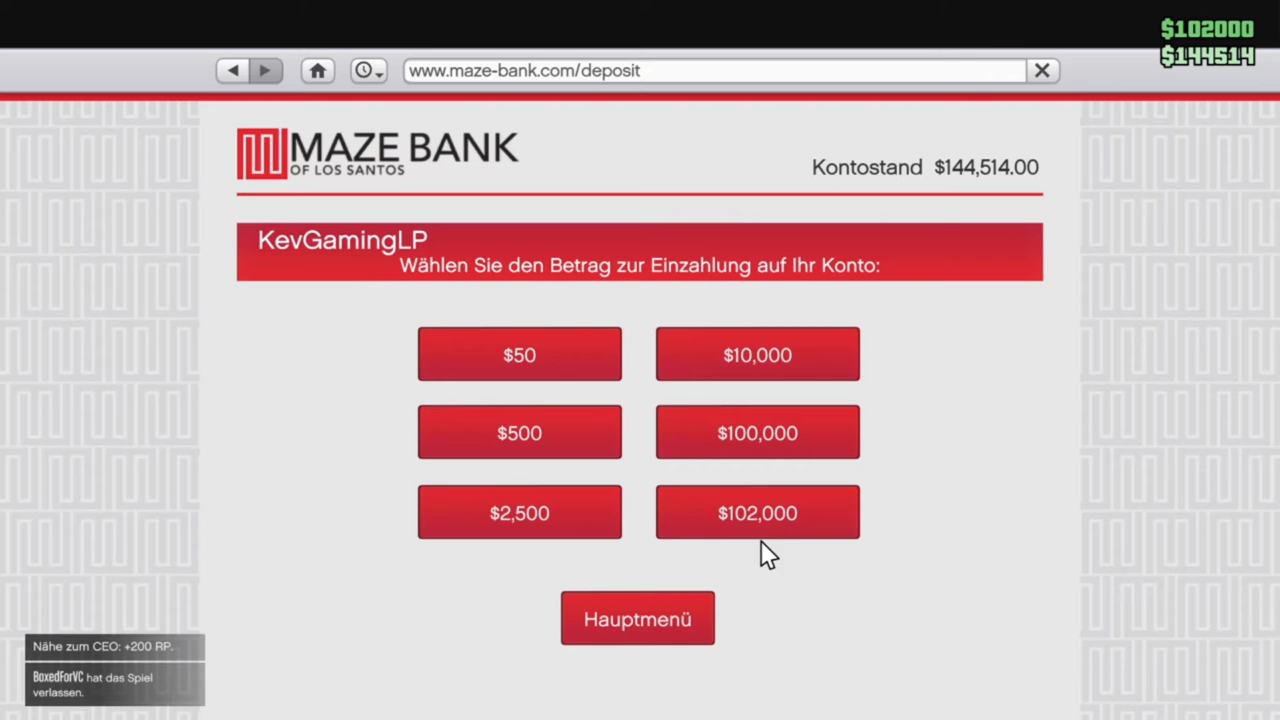 $102000
$144514
www.maze-bank.com/deposit
MAZE BANK
OF LOS SANTOS
Kontostand $144,514.00
KevGamingLP
Wählen Sie den Betrag zur Einzahlung auf Ihr Konto:
$50 $10,000
$500 $100,000
$2,500 $102,000
Hauptmenü
Nähe zum CEO: +200 RP.
BoxedForVC hat das Spiel
verlassen.